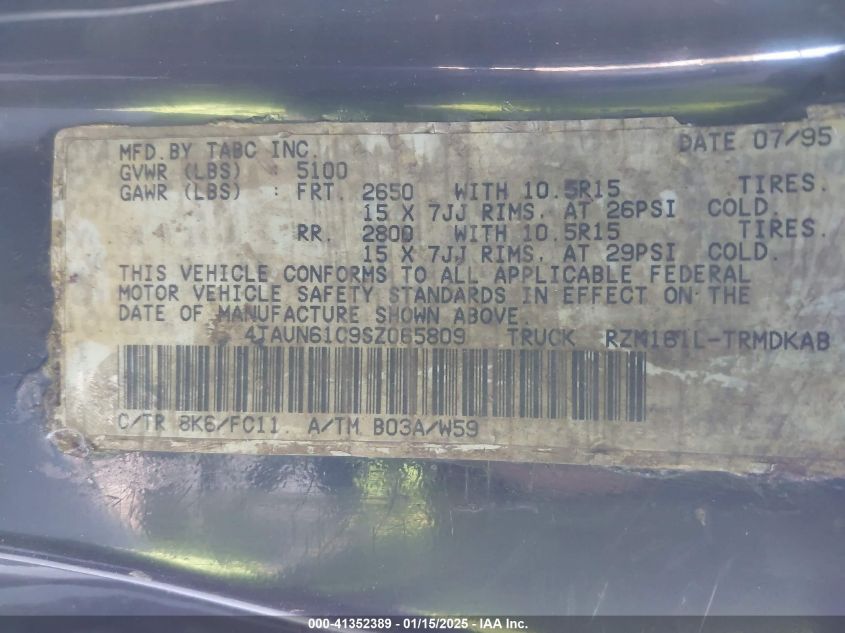 MFD.BY TABC INC. DATE 07/95
GVWR (LBS) : 5100
GAWR (LBS) : FRT. 2650 WITH 10.5R15 TIRES.
15 X 7JJ RIMS, AT 26PSI COLD.
RR. 2800 WITH 10.5R15 TIRES.
15 X 7JJ RIMS, AT 29PSI COLD.
THIS VEHICLE CONFORMS TO ALL APPLICABLE FEDERAL
MOTOR VEHICLE SAFETY STANDARDS IN EFFECT ON THE
DATE OF MANUFACTURE SHOWN ABOVE.
4TAUN61C9SZ065809 TRUCK RZN161L-TRMDKAB
C/TR 8K6/FC11 A/TM B03A/W59
000-41352389 - 01/15/2025 - IAA Inc.